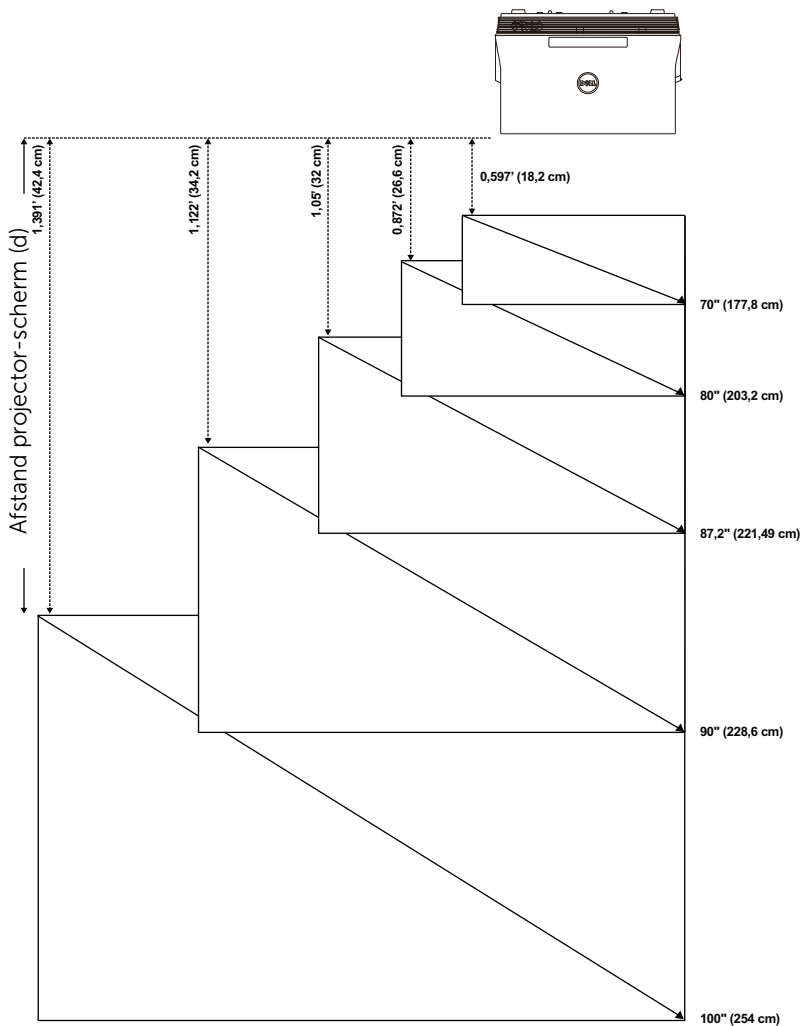 DELL
Afstand projector-scherm (d)
1,391' (42,4 cm)
1,122' (34,2 cm)
1,05' (32 cm)
0,872' (26,6 cm)
0,597' (18,2 cm)
70" (177,8 cm)
80" (203,2 cm)
87,2" (221,49 cm)
90" (228,6 cm)
100" (254 cm)